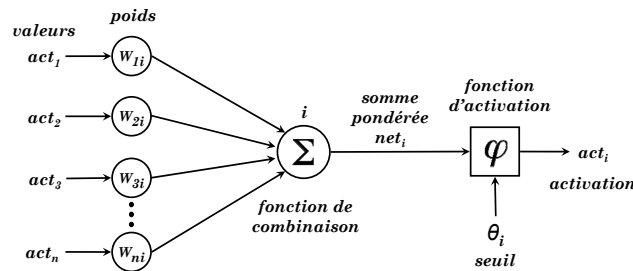 valeurs
poids
act1
W1i
act2
W2i
act3
W3i
actn
Wni
i
Σ
fonction de
combinaison
somme
pondérée
neti
fonction
d'activation
φ
θi
seuil
acti
activation